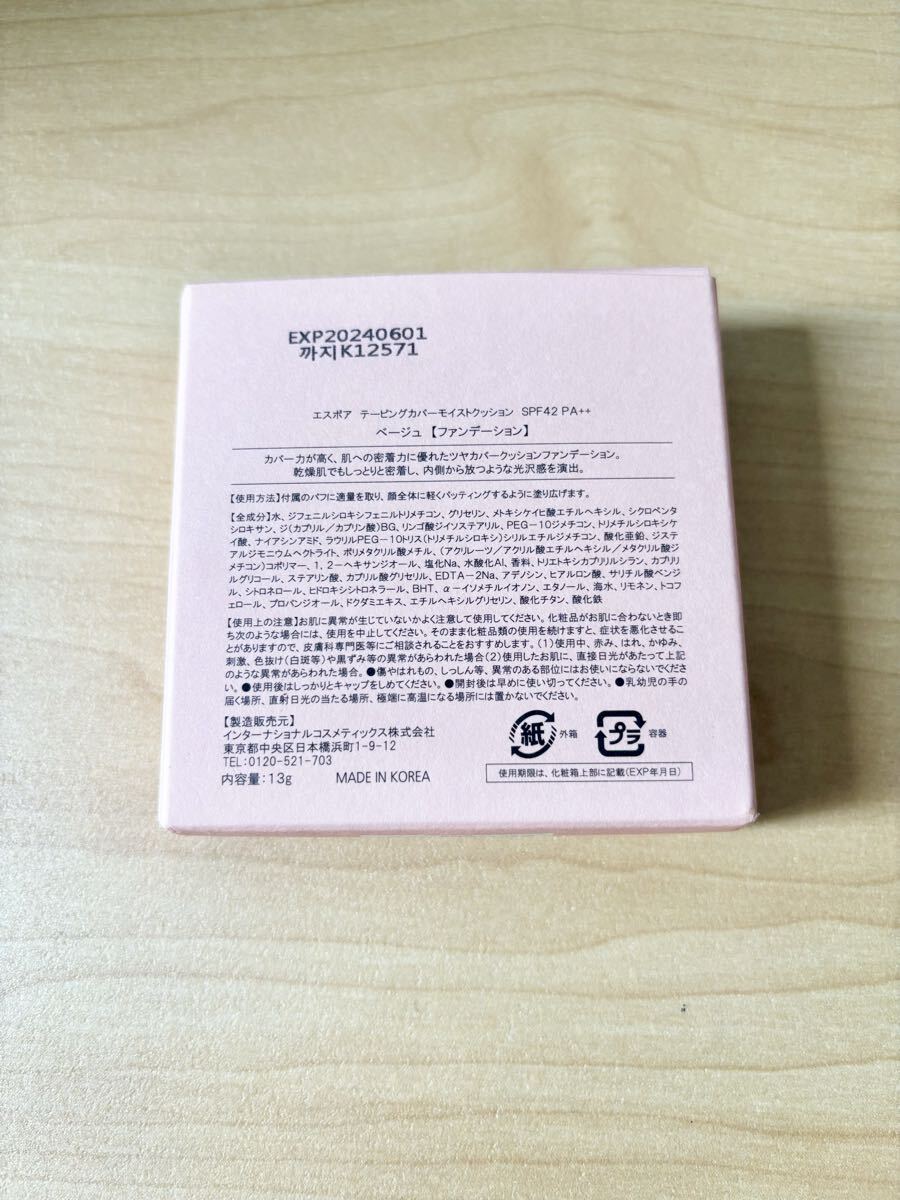 EXP20240601
까지K12571
エスポア テーピングカバーモイストクッション SPF42 PA++
ベージュ【ファンデーション】
カバー力が高く、肌への密着力に優れたツヤカバークッションファンデーション。
乾燥肌でもしっとりと密着し、内側から放つような光沢感を演出。
【使用方法】付属のパフに適量を取り、顔全体に軽くパッティングするように塗り広げます。
【全成分】水、ジフェニルシロキシフェニルトリメチコン、グリセリン、メトキシケイヒ酸エチルヘキシル、シクロペンタ
シロキサン、ジ(カプリル/カプリン酸)BG、リンゴ酸ジイソステアリル、PEG-10ジメチコン、トリメチルシロキシケ
イ酸、ナイアシンアミド、ラウリルPEG-10トリス(トリメチルシロキシ)シリルエチルジメチコン、酸化亜鉛、ジステ
アルジモニウムヘクトライト、ポリメタクリル酸メチル、(アクリレーツ/アクリル酸エチルヘキシル/メタクリル酸ジ
メチコン)コポリマー、1, 2-ヘキサンジオール、塩化Na、水酸化Al、香料、トリエトキシカプリリルシラン、カプリ
リルグリコール、ステアリン酸、カプリル酸グリセリル、EDTA-2Na、アデノシン、ヒアルロン酸、サリチル酸ベンジ
ル、シトロネロール、ヒドロキシシトロネラール、BHT、α-イソメチルイオノン、エタノール、海水、リモネン、トコフ
ェロール、プロパンジオール、ドクダミエキス、エチルヘキシルグリセリン、酸化チタン、酸化鉄
【使用上の注意】お肌に異常が生じていないかよく注意して使用してください。化粧品がお肌に合わないとき即
ち次のような場合には、使用を中止してください。そのまま化粧品類の使用を続けますと、症状を悪化させるこ
とがありますので、皮膚科専門医等にご相談されることをおすすめします。(1)使用中、赤み、はれ、かゆみ、
刺激、色抜け(白斑等)や黒ずみ等の異常があらわれた場合(2)使用したお肌に、直接日光があたって上記
のような異常があらわれた場合。●傷やはれもの、しっしん等、異常のある部位にはお使いにならないでくださ
い。●使用後はしっかりとキャップをしめてください。●開封後は早めに使い切ってください。●乳幼児の手の
届く場所、直射日光の当たる場所、極端に高温になる場所には置かないでください。
【製造販売元】
インターナショナルコスメティックス株式会社
東京都中央区日本橋浜町1-9-12
TEL:0120-521-703
内容量:13g MADE IN KOREA
紙 外箱
プラ 容器
使用期限は、化粧箱上部に記載(EXP年月日)